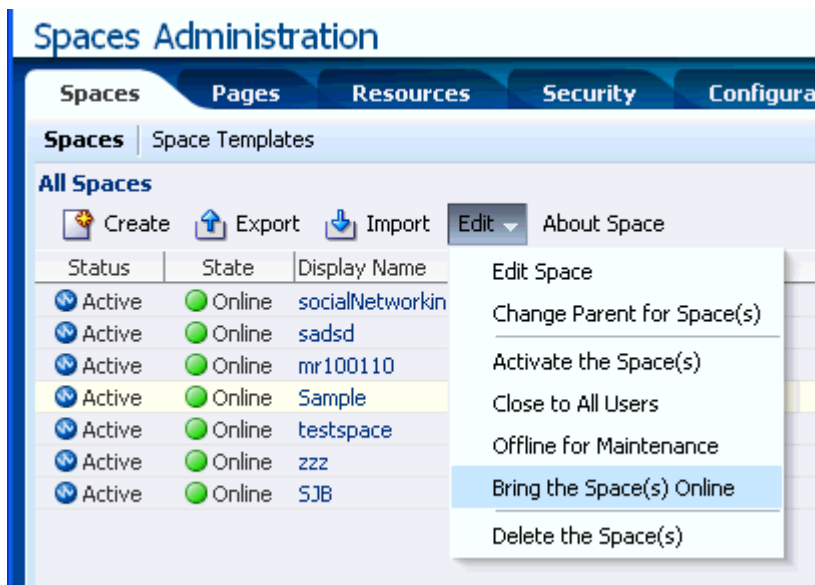 Spaces Administration
Spaces Pages Resources Security Configura
Spaces Space Templates
All Spaces
Create Export Import Edit About Space
Status State Display Name
Active Online socialNetworkin
Active Online sadsd
Active Online mr100110
Active Online Sample
Active Online testspace
Active Online zzz
Active Online SJB
Edit Space
Change Parent for Space(s)
Activate the Space(s)
Close to All Users
Offline for Maintenance
Bring the Space(s) Online
Delete the Space(s)